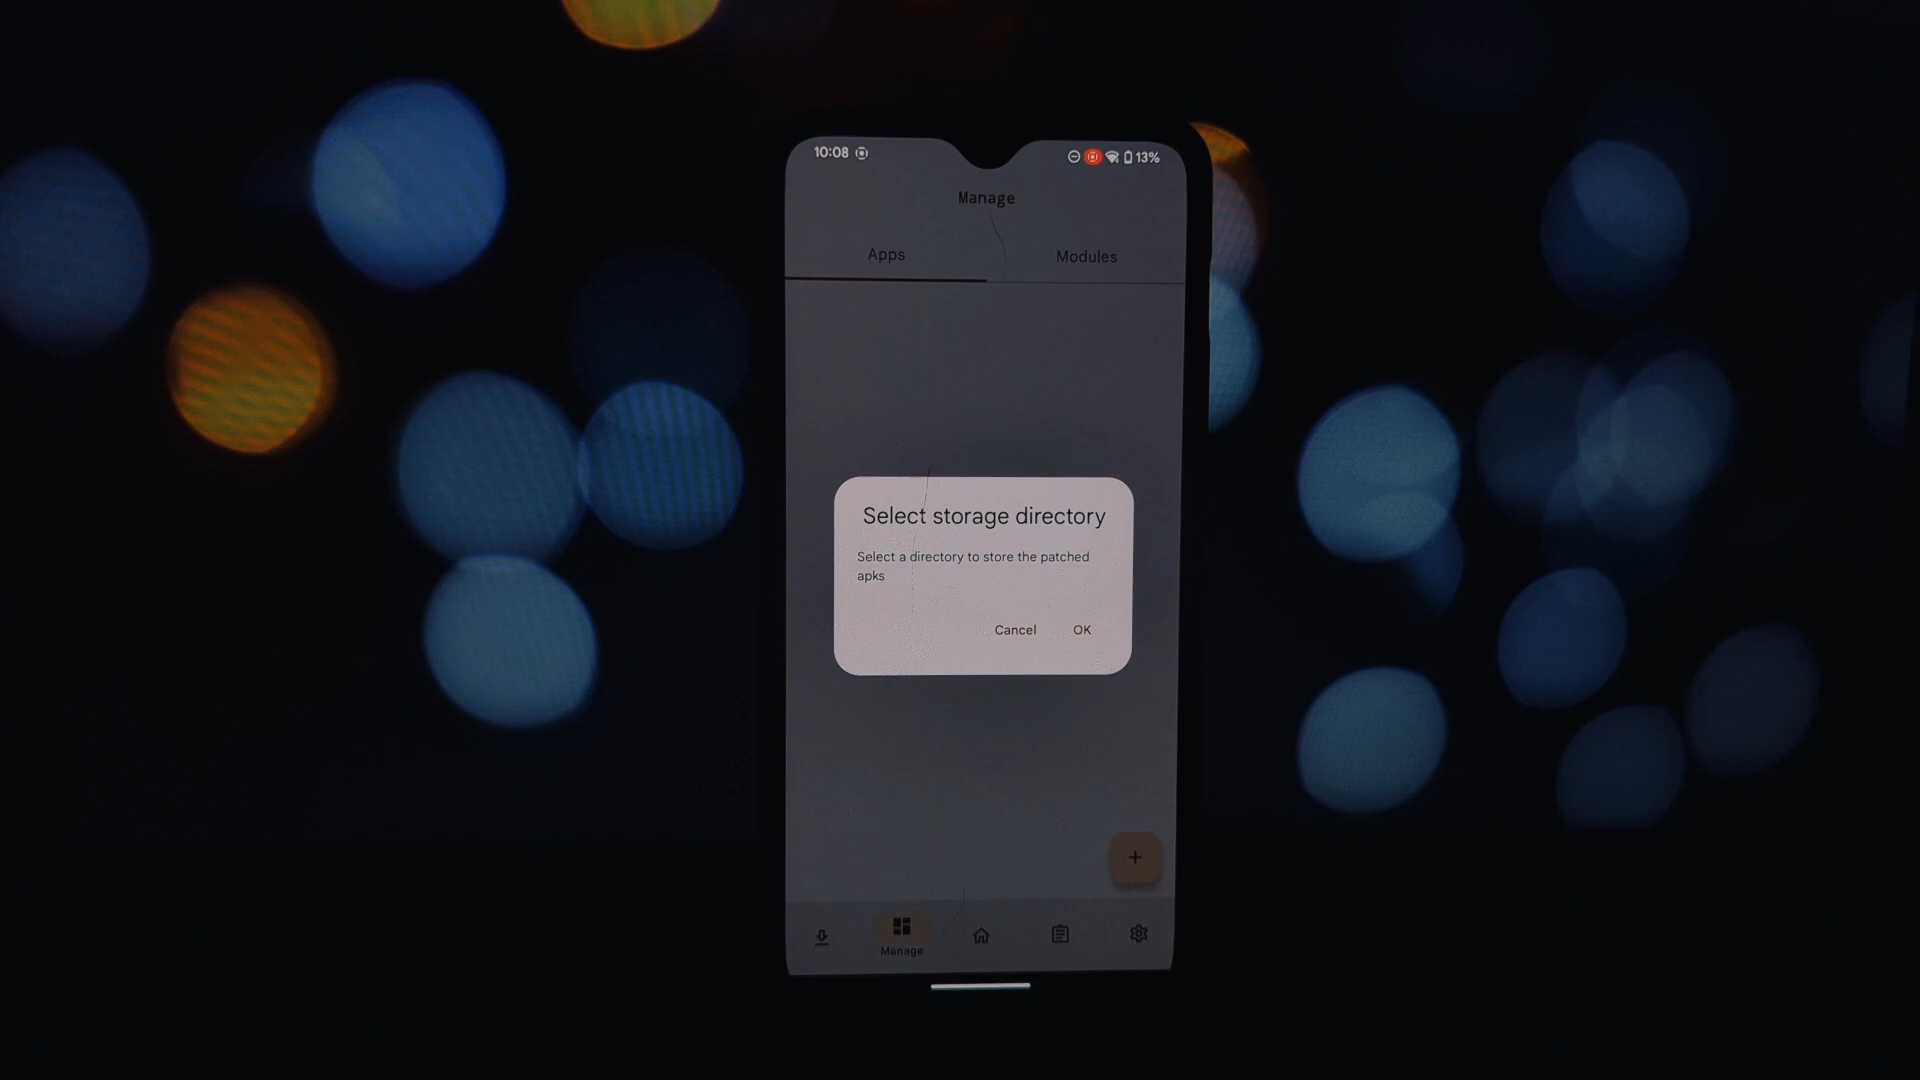 10:08
13%
Manage
Apps
Modules
Select storage directory
Select a directory to store the patched
apks
Cancel
OK
+
Manage